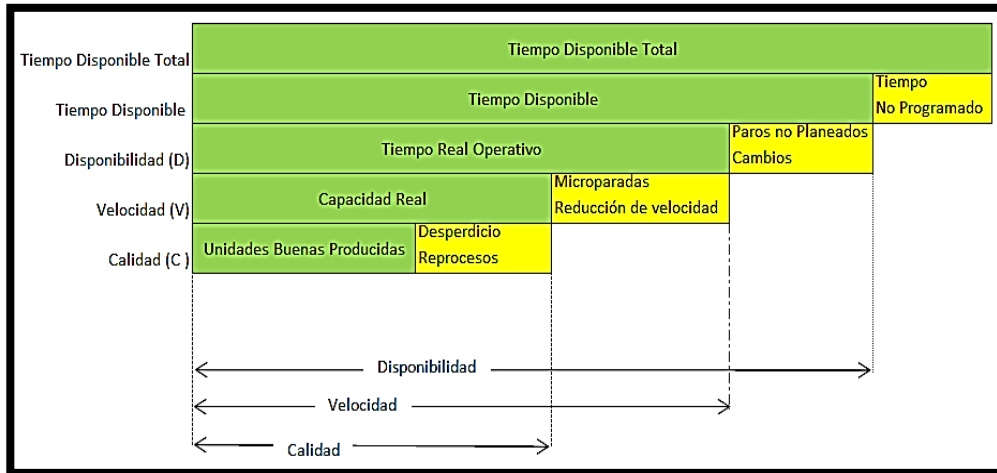 Tiempo Disponible Total
Tiempo Disponible Total
Tiempo Disponible
Tiempo Disponible
Tiempo
No Programado
Disponibilidad (D)
Tiempo Real Operativo
Paros no Planeados
Cambios
Velocidad (V)
Capacidad Real
Microparadas
Reducción de velocidad
Calidad (C )
Unidades Buenas Producidas
Desperdicio
Reprocesos
Disponibilidad
Velocidad
Calidad